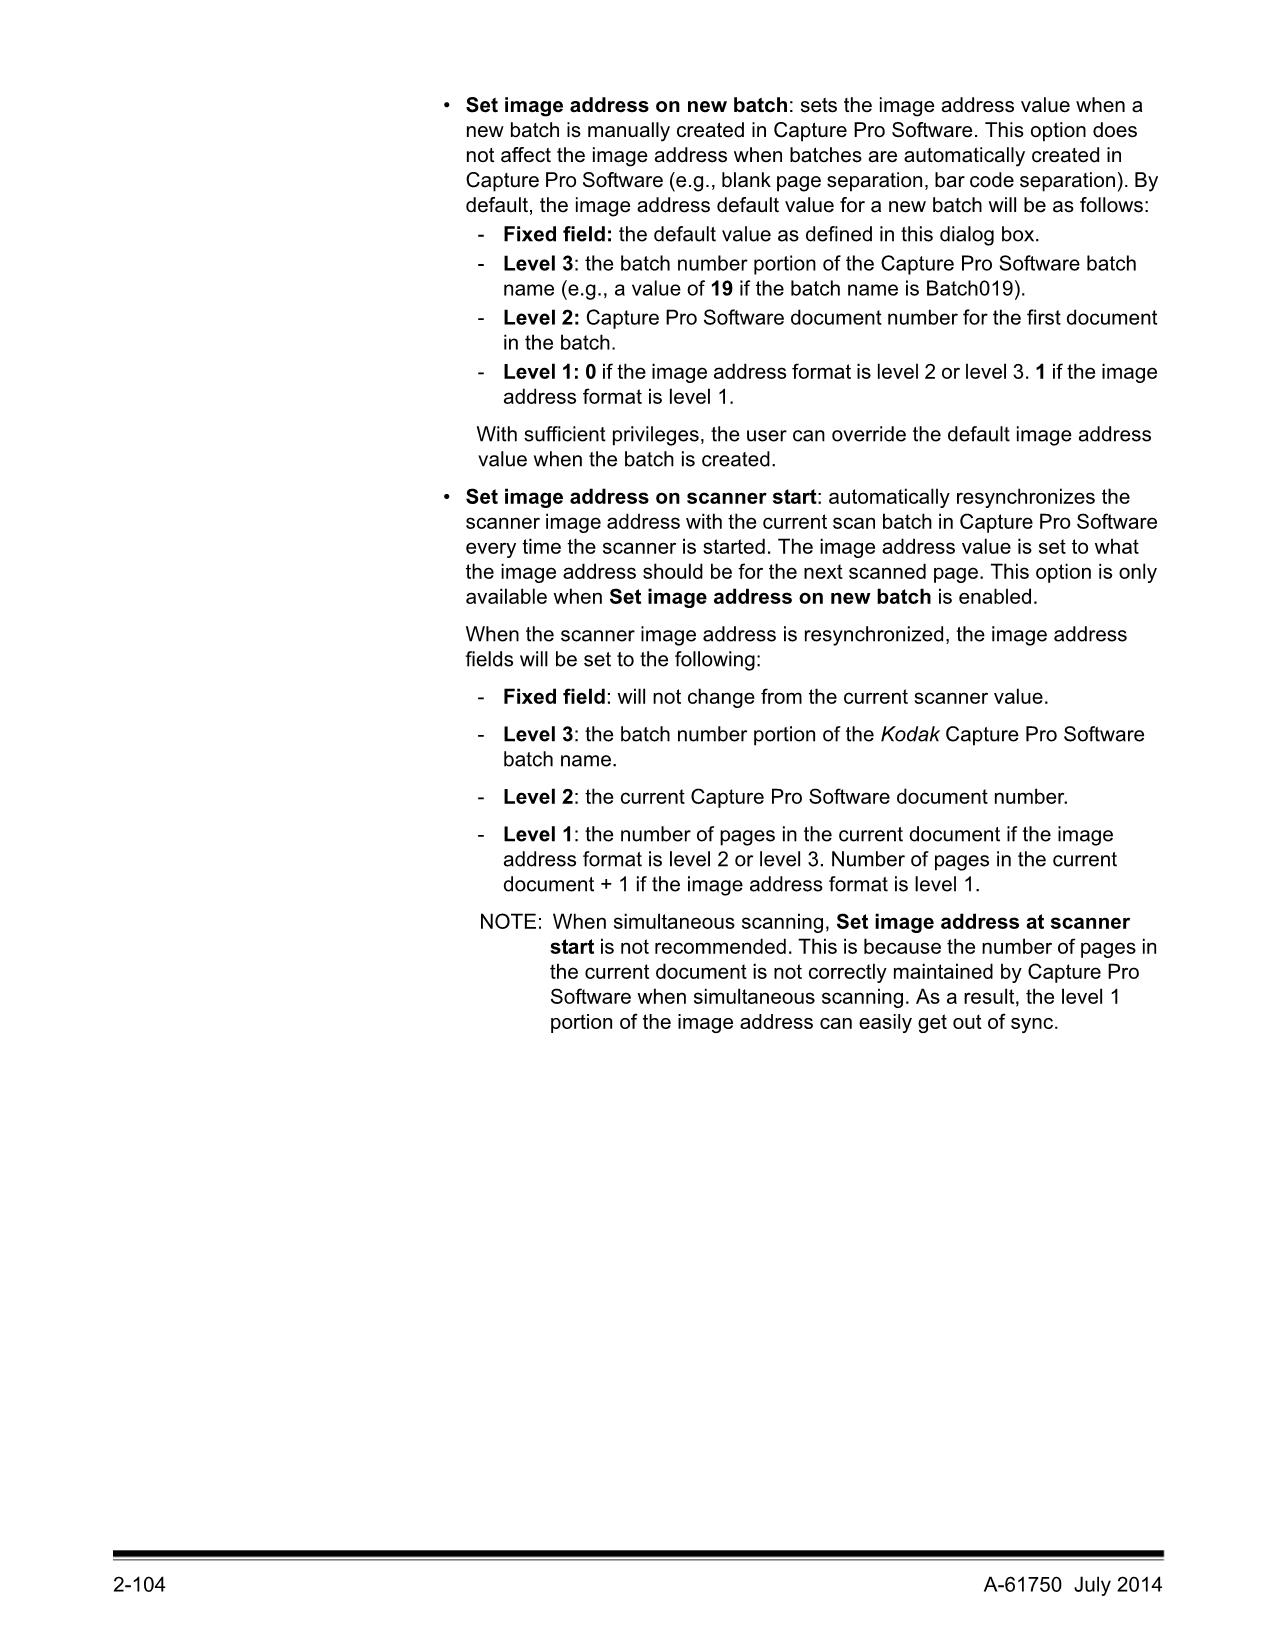 • Set image address on new batch: sets the image address value when a
new batch is manually created in Capture Pro Software. This option does
not affect the image address when batches are automatically created in
Capture Pro Software (e.g., blank page separation, bar code separation). By
default, the image address default value for a new batch will be as follows:
- Fixed field: the default value as defined in this dialog box.
- Level 3: the batch number portion of the Capture Pro Software batch
name (e.g., a value of 19 if the batch name is Batch019).
- Level 2: Capture Pro Software document number for the first document
in the batch.
- Level 1: 0 if the image address format is level 2 or level 3. 1 if the image
address format is level 1.
With sufficient privileges, the user can override the default image address
value when the batch is created.
• Set image address on scanner start: automatically resynchronizes the
scanner image address with the current scan batch in Capture Pro Software
every time the scanner is started. The image address value is set to what
the image address should be for the next scanned page. This option is only
available when Set image address on new batch is enabled.
When the scanner image address is resynchronized, the image address
fields will be set to the following:
- Fixed field: will not change from the current scanner value.
- Level 3: the batch number portion of the Kodak Capture Pro Software
batch name.
- Level 2: the current Capture Pro Software document number.
- Level 1: the number of pages in the current document if the image
address format is level 2 or level 3. Number of pages in the current
document + 1 if the image address format is level 1.
NOTE: When simultaneous scanning, Set image address at scanner
start is not recommended. This is because the number of pages in
the current document is not correctly maintained by Capture Pro
Software when simultaneous scanning. As a result, the level 1
portion of the image address can easily get out of sync.
2-104 A-61750 July 2014